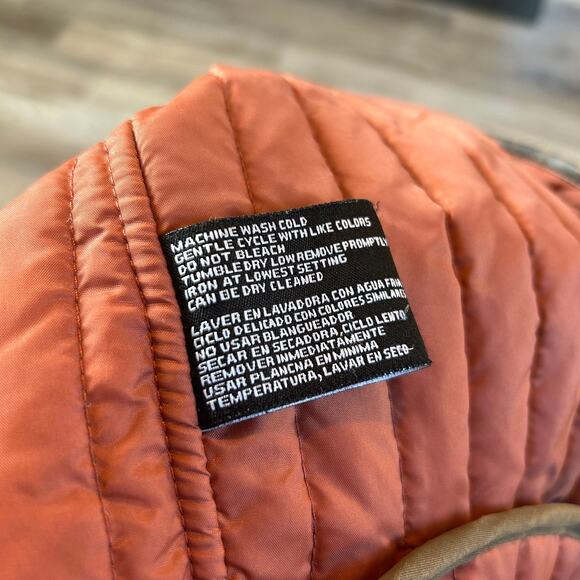 MACHINE WASH COLD
GENTLE CYCLE WITH LIKE COLORS
DO NOT BLEACH
TUMBLE DRY LOW REMOVE PROMPTLY
IRON AT LOWEST SETTING
CAN BE DRY CLEANED
LAVER EN LAVADORA CON AGUA FRIA
CICLO DELICADO CON COLORES SIMILARES
NO USAR BLANGUEADOR
SECAR EN SECADORA, CICLO LENTO
REMOVER INMEDIATAMENTE
USAR PLANCHA EN MINIMA
TEMPERATURA, LAVAR EN SECO